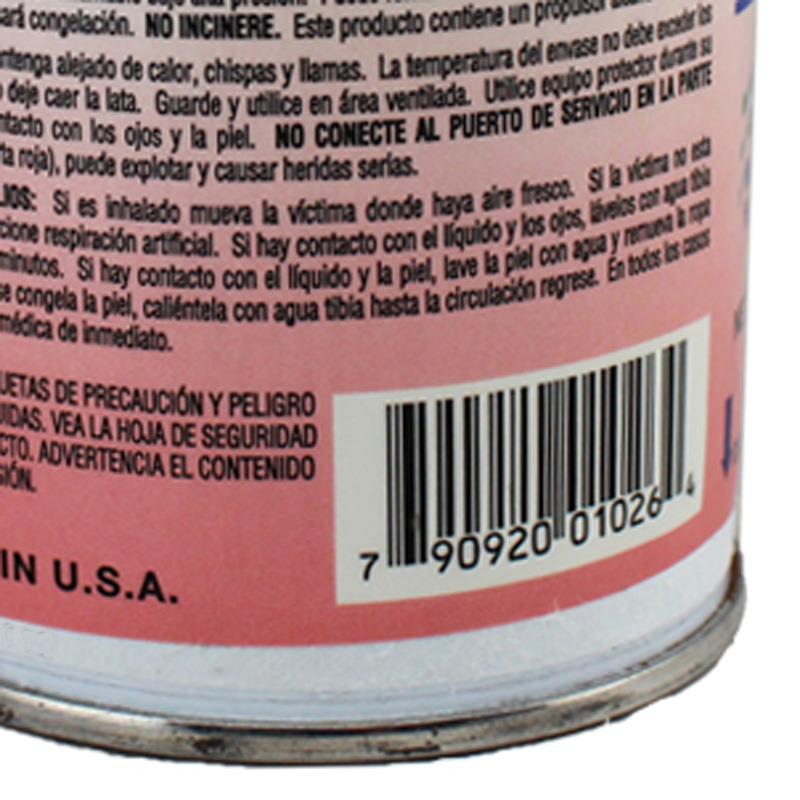 ará congelación. NO INCINERE. Este producto contiene un propulsor
ntenga alejado de calor, chispas y llamas. La temperatura del envase no debe exceder los
o deje caer la lata. Guarde y utilice en área ventilada. Utilice equipo protector durante su
ntacto con los ojos y la piel. NO CONECTE AL PUERTO DE SERVICIO EN LA PARTE
rta roja), puede explotar y causar heridas serias.
LIOS: Si es inhalado mueva la víctima donde haya aire fresco. Si la víctima no esta
cione respiración artificial. Si hay contacto con el líquido y los ojos, lávelos con agua tibia
minutos. Si hay contacto con el líquido y la piel, lave la piel con agua y remueva la ropa
se congela la piel, caliéntela con agua tibia hasta la circulación regrese. En todos los casos
médica de inmediato.
UETAS DE PRECAUCIÓN Y PELIGRO
UIDAS. VEA LA HOJA DE SEGURIDAD
CTO. ADVERTENCIA EL CONTENIDO
SIÓN.
IN U.S.A.
7 90920 01026 4